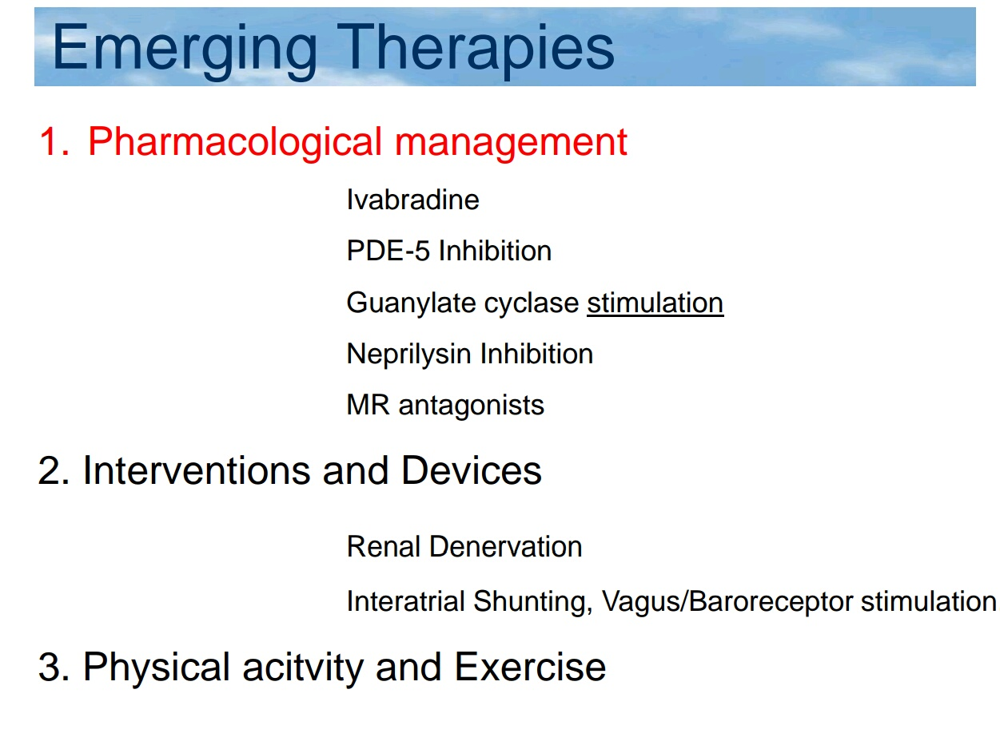 Emerging Therapies
1. Pharmacological management
Ivabradine
PDE-5 Inhibition
Guanylate cyclase stimulation
Neprilysin Inhibition
MR antagonists
2. Interventions and Devices
Renal Denervation
Interatrial Shunting, Vagus/Baroreceptor stimulation
3. Physical acitvity and Exercise